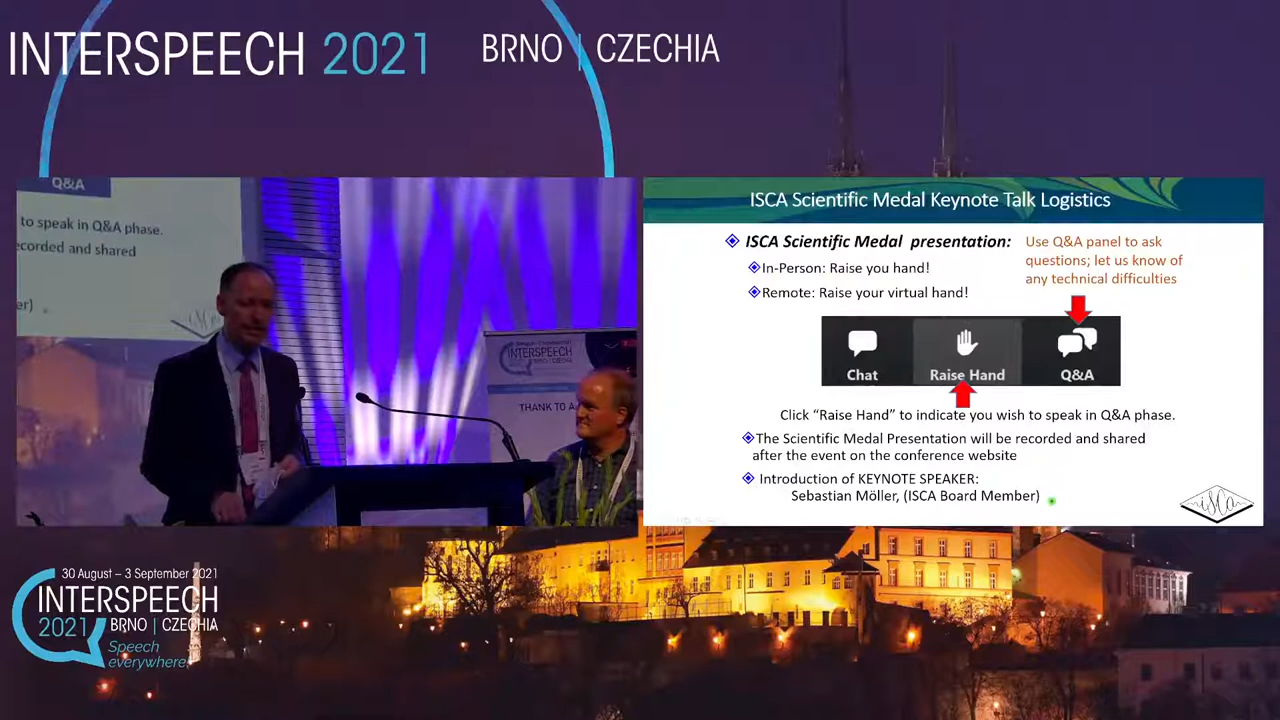 INTERSPEECH 2021 BRNO | CZECHIA
Q&A
to speak in Q&A phase.
recorded and shared
er)
INTERSPEECH
BRNO | CZECHIA
THANK TO A
ISCA Scientific Medal Keynote Talk Logistics
ISCA Scientific Medal presentation:
In-Person: Raise you hand!
Remote: Raise your virtual hand!
Use Q&A panel to ask
questions; let us know of
any technical difficulties
Chat
Raise Hand
Q&A
Click “Raise Hand” to indicate you wish to speak in Q&A phase.
The Scientific Medal Presentation will be recorded and shared
after the event on the conference website
Introduction of KEYNOTE SPEAKER:
Sebastian Möller, (ISCA Board Member)
isca
30 August – 3 September 2021
INTERSPEECH
2021 BRNO | CZECHIA
Speech
everywhere!